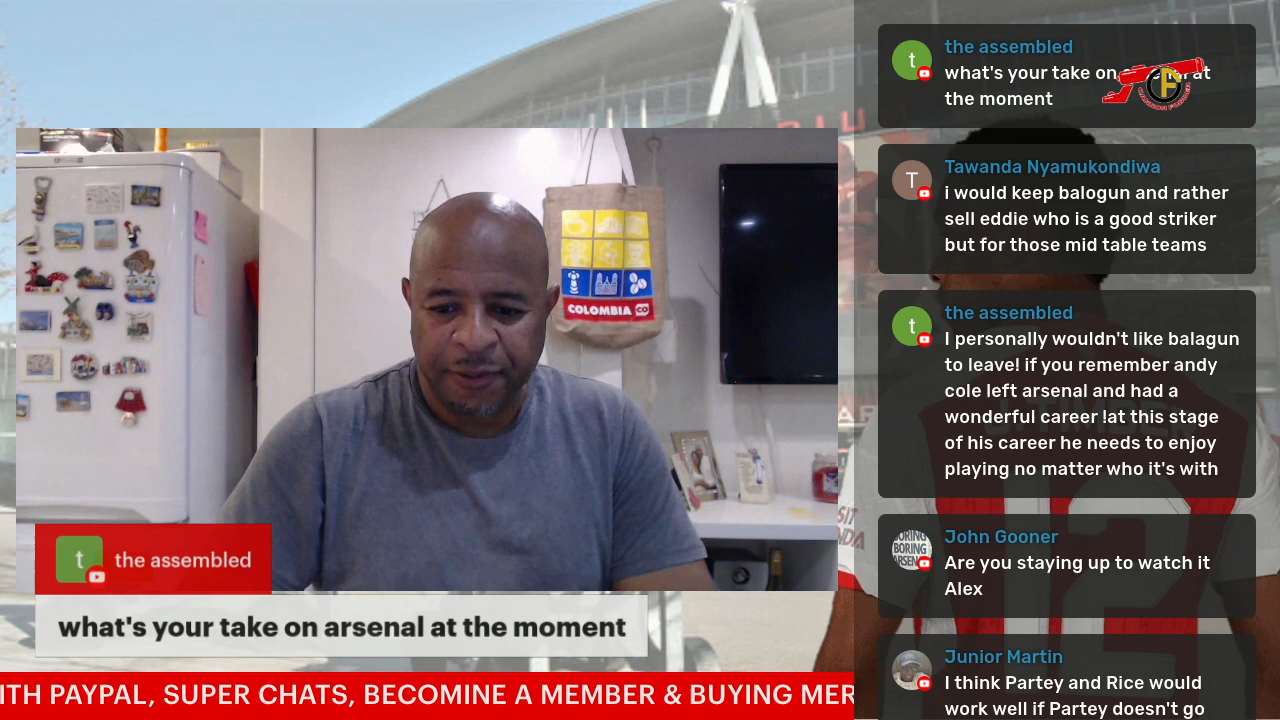 the assembled
what's your take on at
the moment
Tawanda Nyamukondiwa
i would keep balogun and rather
sell eddie who is a good striker
but for those mid table teams
the assembled
I personally wouldn't like balagun
to leave! if you remember andy
cole left arsenal and had a
wonderful career !at this stage
of his career he needs to enjoy
playing no matter who it's with
John Gooner
Are you staying up to watch it
Alex
Junior Martin
I think Partey and Rice would
work well if Partey doesn't go
COLOMBIA CO
t
the assembled
what's your take on arsenal at the moment
ITH PAYPAL, SUPER CHATS, BECOMINE A MEMBER & BUYING MER
t
T
t
BORING
12